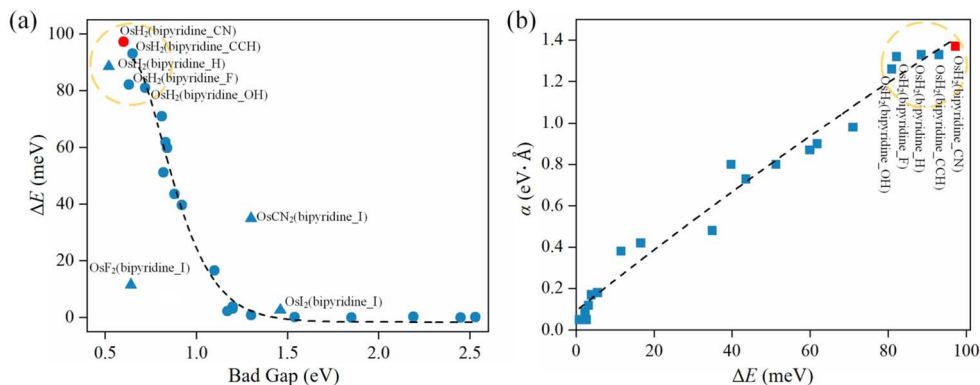 (a)
100
80
60
40
20
0
ΔE (meV)
OsH₂(bipyridine_CN)
OsH₂(bipyridine_CCH)
OsH₂(bipyridine_H)
OsH₂(bipyridine_F)
OsH₂(bipyridine_OH)
OsCN₂(bipyridine_I)
OsF₂(bipyridine_I)
OsI₂(bipyridine_I)
0.5 1.0 1.5 2.0 2.5
Bad Gap (eV)
(b)
1.4
1.2
1.0
0.8
0.6
0.4
0.2
0.0
α (eV· Å)
OsH₂(bipyridine_OH)
OsH₂(bipyridine_F)
OsH₂(bipyridine_H)
OsH₂(bipyridine_CCH)
OsH₂(bipyridine_CN)
0 20 40 60 80 100
ΔE (meV)